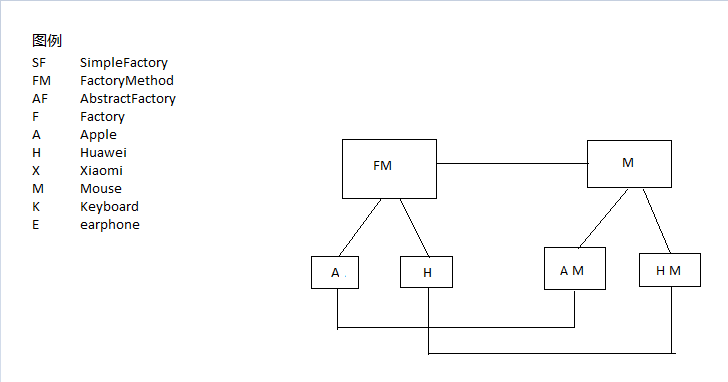 图例
SF SimpleFactory
FM FactoryMethod
AF AbstractFactory
F Factory
A Apple
H Huawei
X Xiaomi
M Mouse
K Keyboard
E earphone
FM
M
A
H
A M
H M